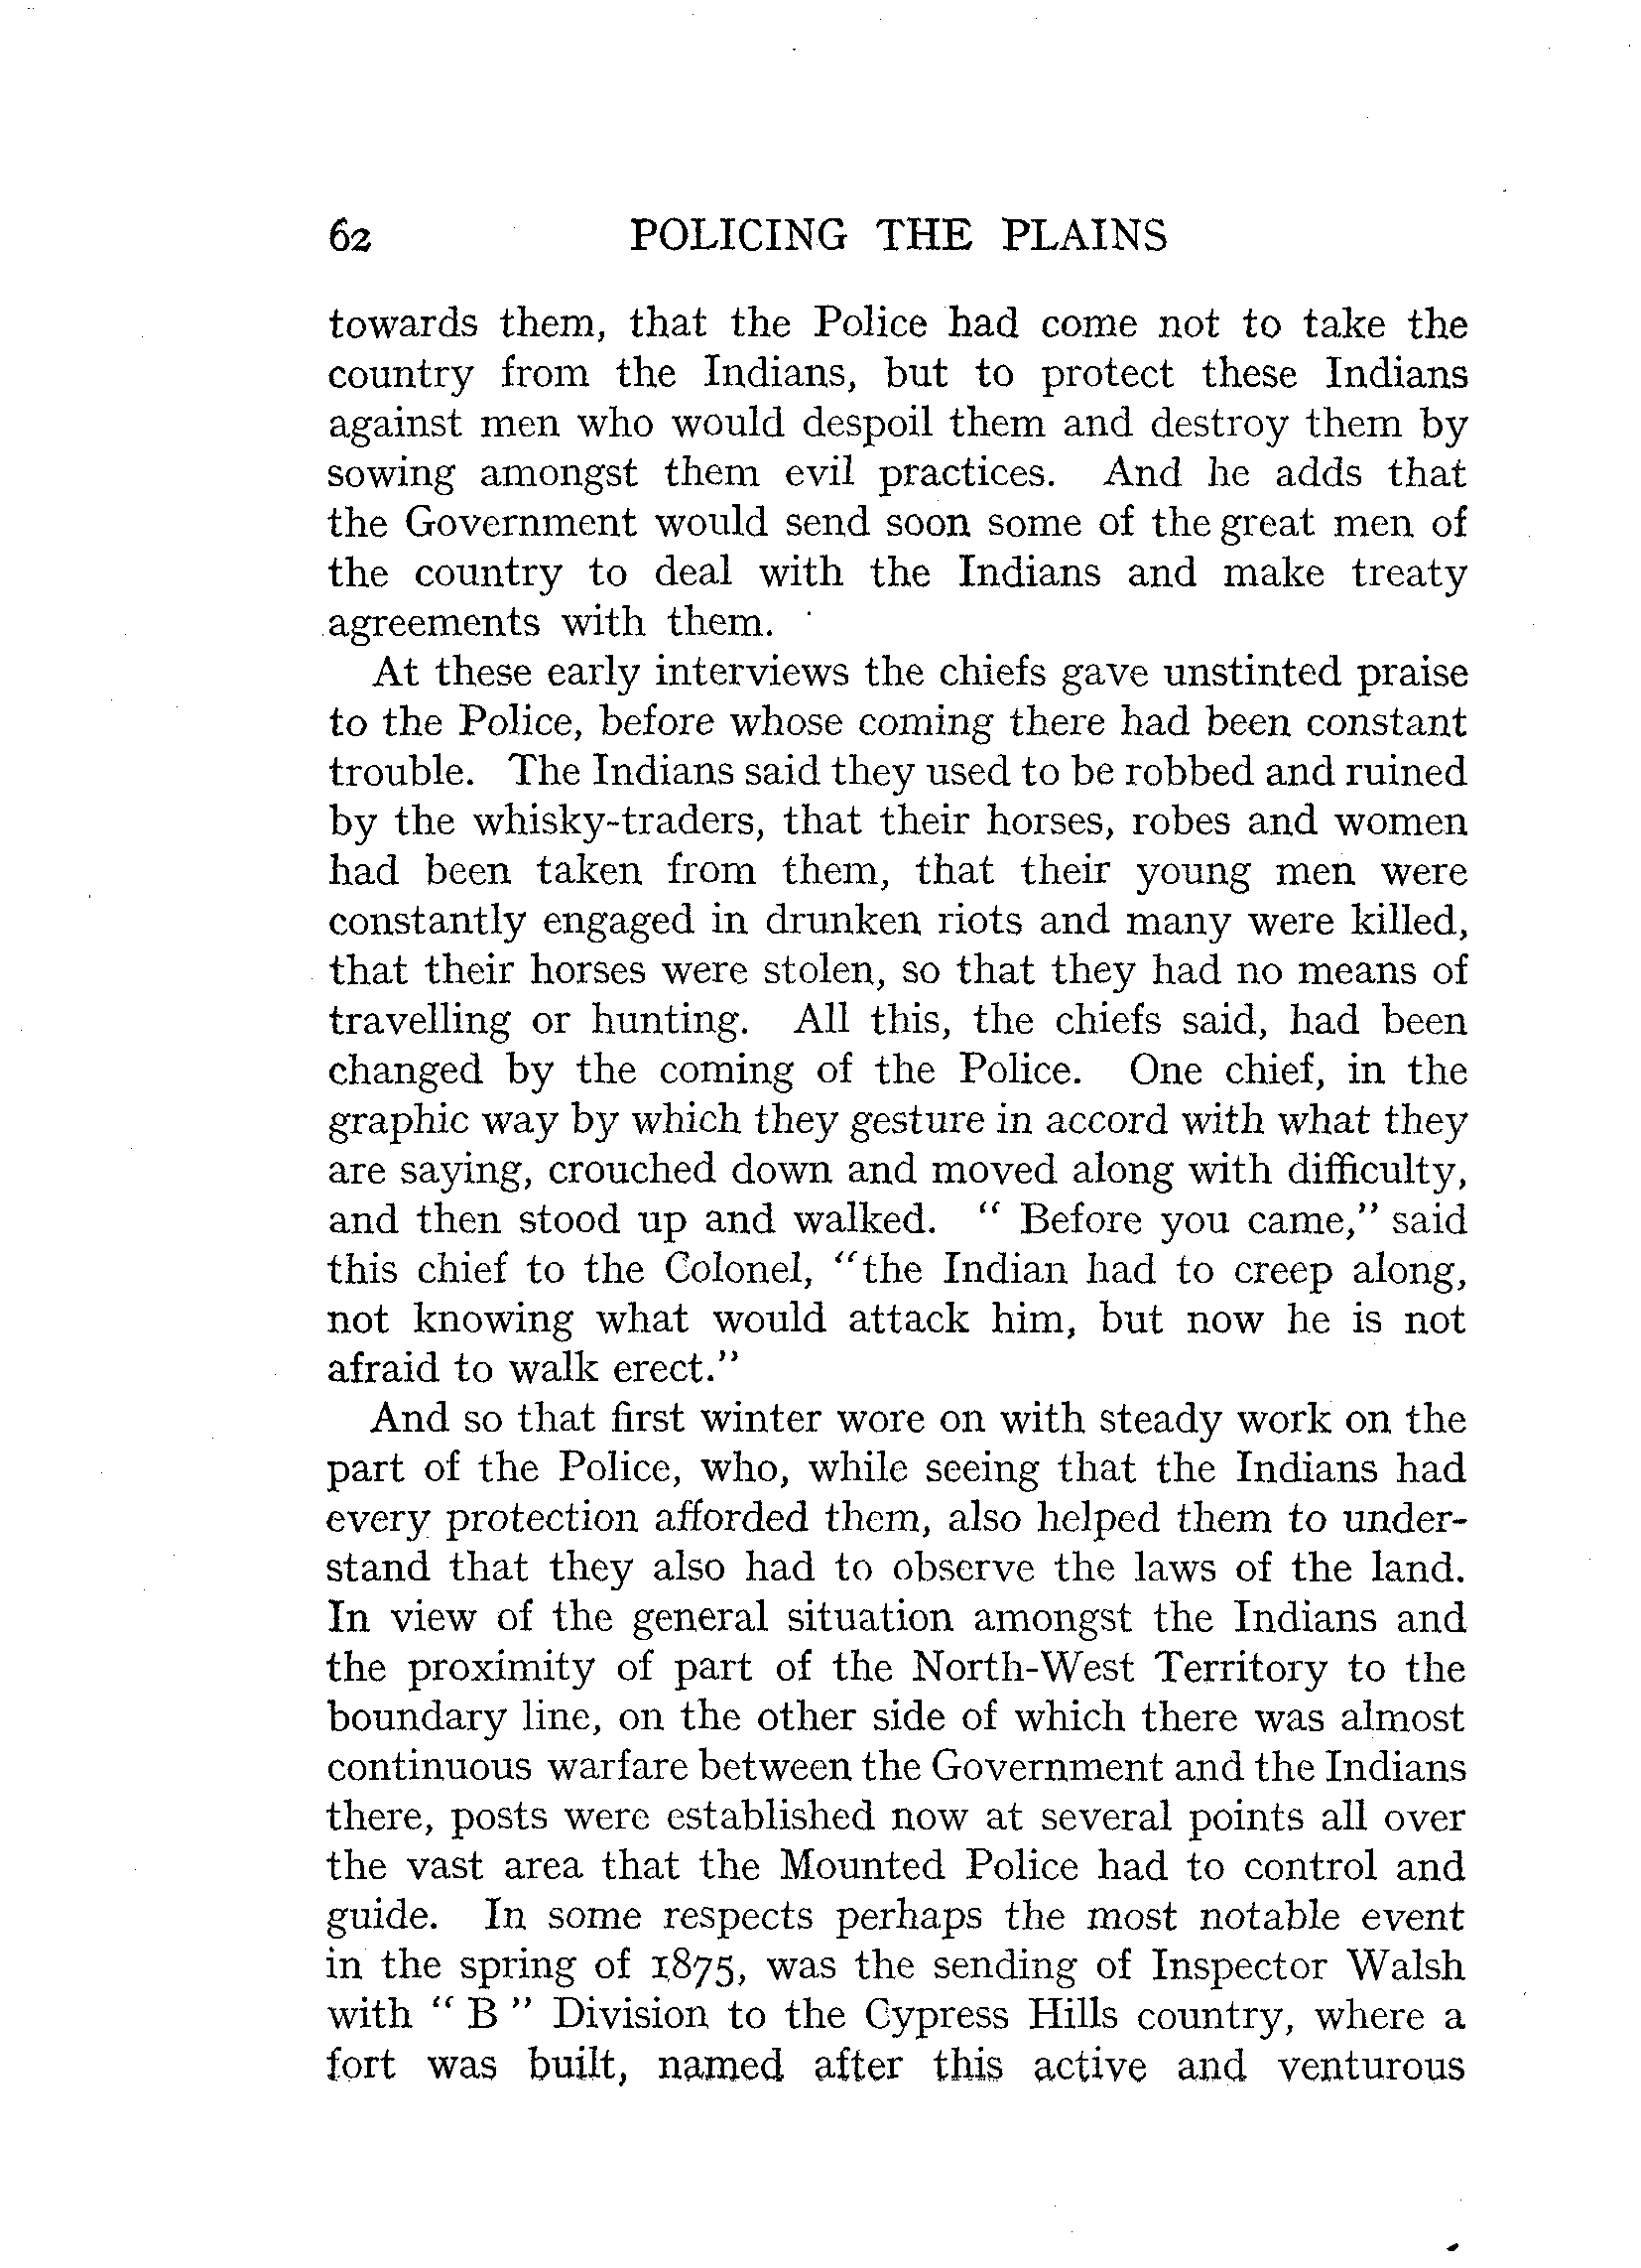 62 POLICING THE PLAINS
towards them, that the Police had come not to take the
country from the Indians, but to protect these Indians
against men who would despoil them and destroy them by
sowing amongst them evil practices. And he adds that
the Government would send soon some of the great men of
the country to deal with the Indians and make treaty
agreements with them.
At these early interviews the chiefs gave unstinted praise
to the Police, before whose coming there had been constant
trouble. The Indians said they used to be robbed and ruined
by the whisky-traders, that their horses, robes and women
had been taken from them, that their young men were
constantly engaged in drunken riots and many were killed,
that their horses were stolen, so that they had no means of
travelling or hunting. All this, the chiefs said, had been
changed by the coming of the Police. One chief, in the
graphic way by which they gesture in accord with what they
are saying, crouched down and moved along with difficulty,
and then stood up and walked. “ Before you came,” said
this chief to the Colonel, “the Indian had to creep along,
not knowing what would attack him, but now he is not
afraid to walk erect.”
And so that first winter wore on with steady work on the
part of the Police, who, while seeing that the Indians had
every protection afforded them, also helped them to under-
stand that they also had to observe the laws of the land.
In view of the general situation amongst the Indians and
the proximity of part of the North-West Territory to the
boundary line, on the other side of which there was almost
continuous warfare between the Government and the Indians
there, posts were established now at several points all over
the vast area that the Mounted Police had to control and
guide. In some respects perhaps the most notable event
in the spring of 1875, was the sending of Inspector Walsh
with “ B ” Division to the Cypress Hills country, where a
fort was built, named after this active and venturous